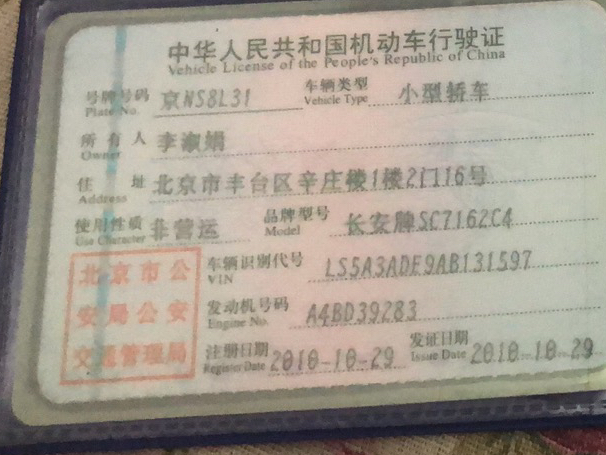 中华人民共和国机动车行驶证
Vehicle License of the People's Republic of China
号牌号码 京NS8L31 车辆类型 小型轿车
Plate No. Vehicle Type
所有人 李淑娟
Owner
住址 北京市丰台区辛庄楼1楼2门16号
Address
使用性质 非营运 品牌型号 长安牌SC7162C4
Use Character Model
北京市公 车辆识别代号 LS5A3ADE9AB131597
VIN
安局公安 发动机号码 A4BD39283
Engine No.
交通管理局 注册日期 2010-10-29 发证日期 2010-10-29
Register Date Issue Date